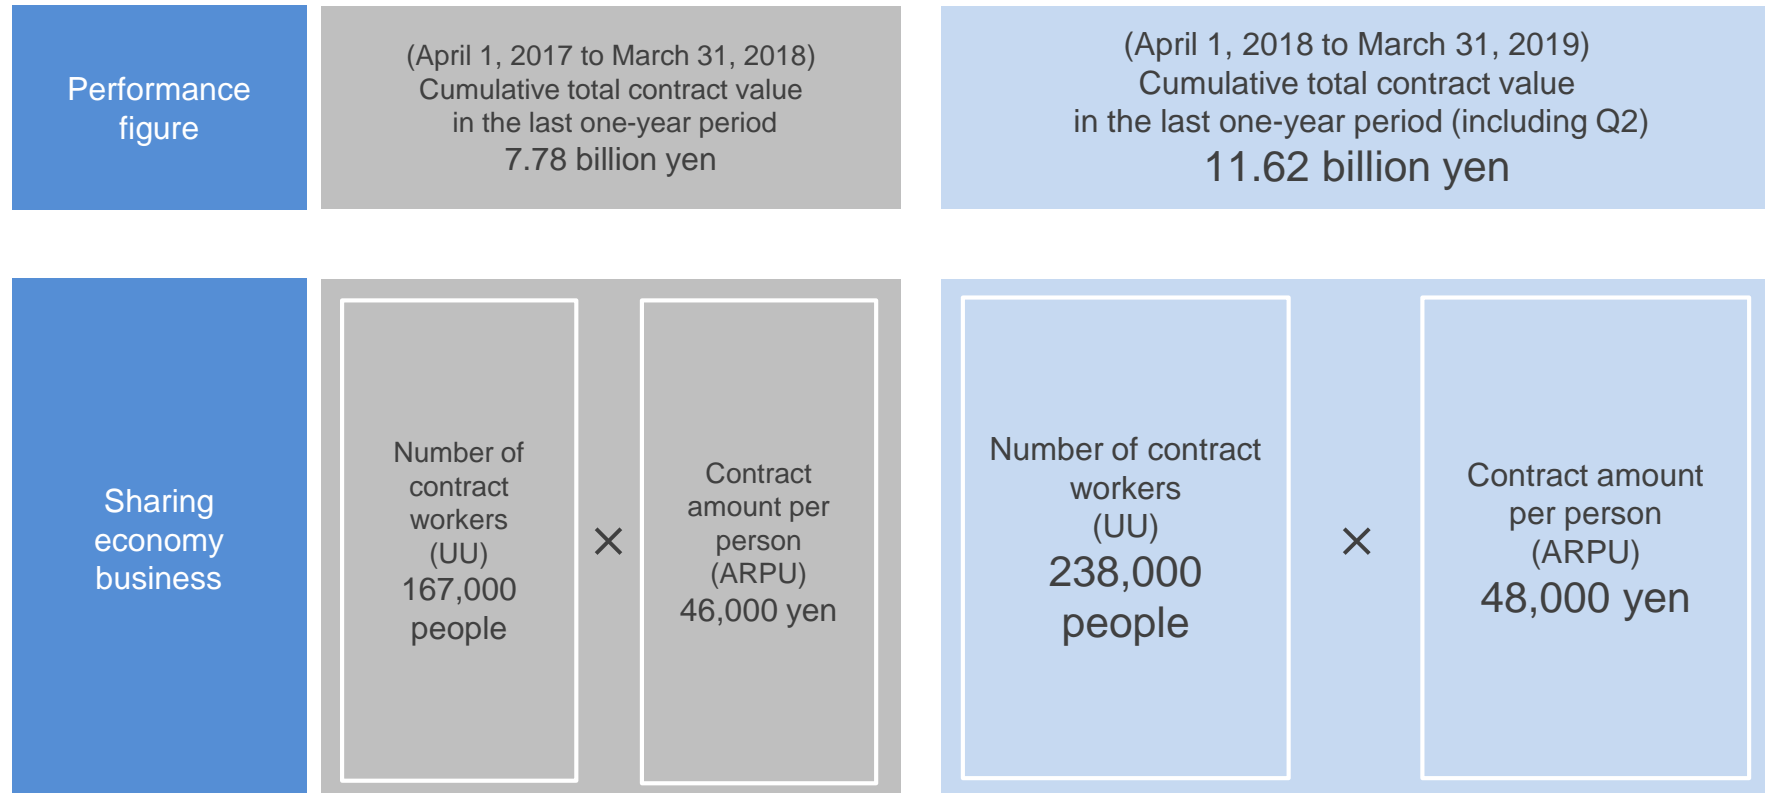 Performance
figure
(April 1, 2017 to March 31, 2018)
Cumulative total contract value
in the last one-year period
7.78 billion yen
(April 1, 2018 to March 31, 2019)
Cumulative total contract value
in the last one-year period (including Q2)
11.62 billion yen
Sharing
economy
business
Number of
contract
workers
(UU)
167,000
people
×
Contract
amount per
person
(ARPU)
46,000 yen
Number of contract
workers
(UU)
238,000
people
×
Contract amount
per person
(ARPU)
48,000 yen